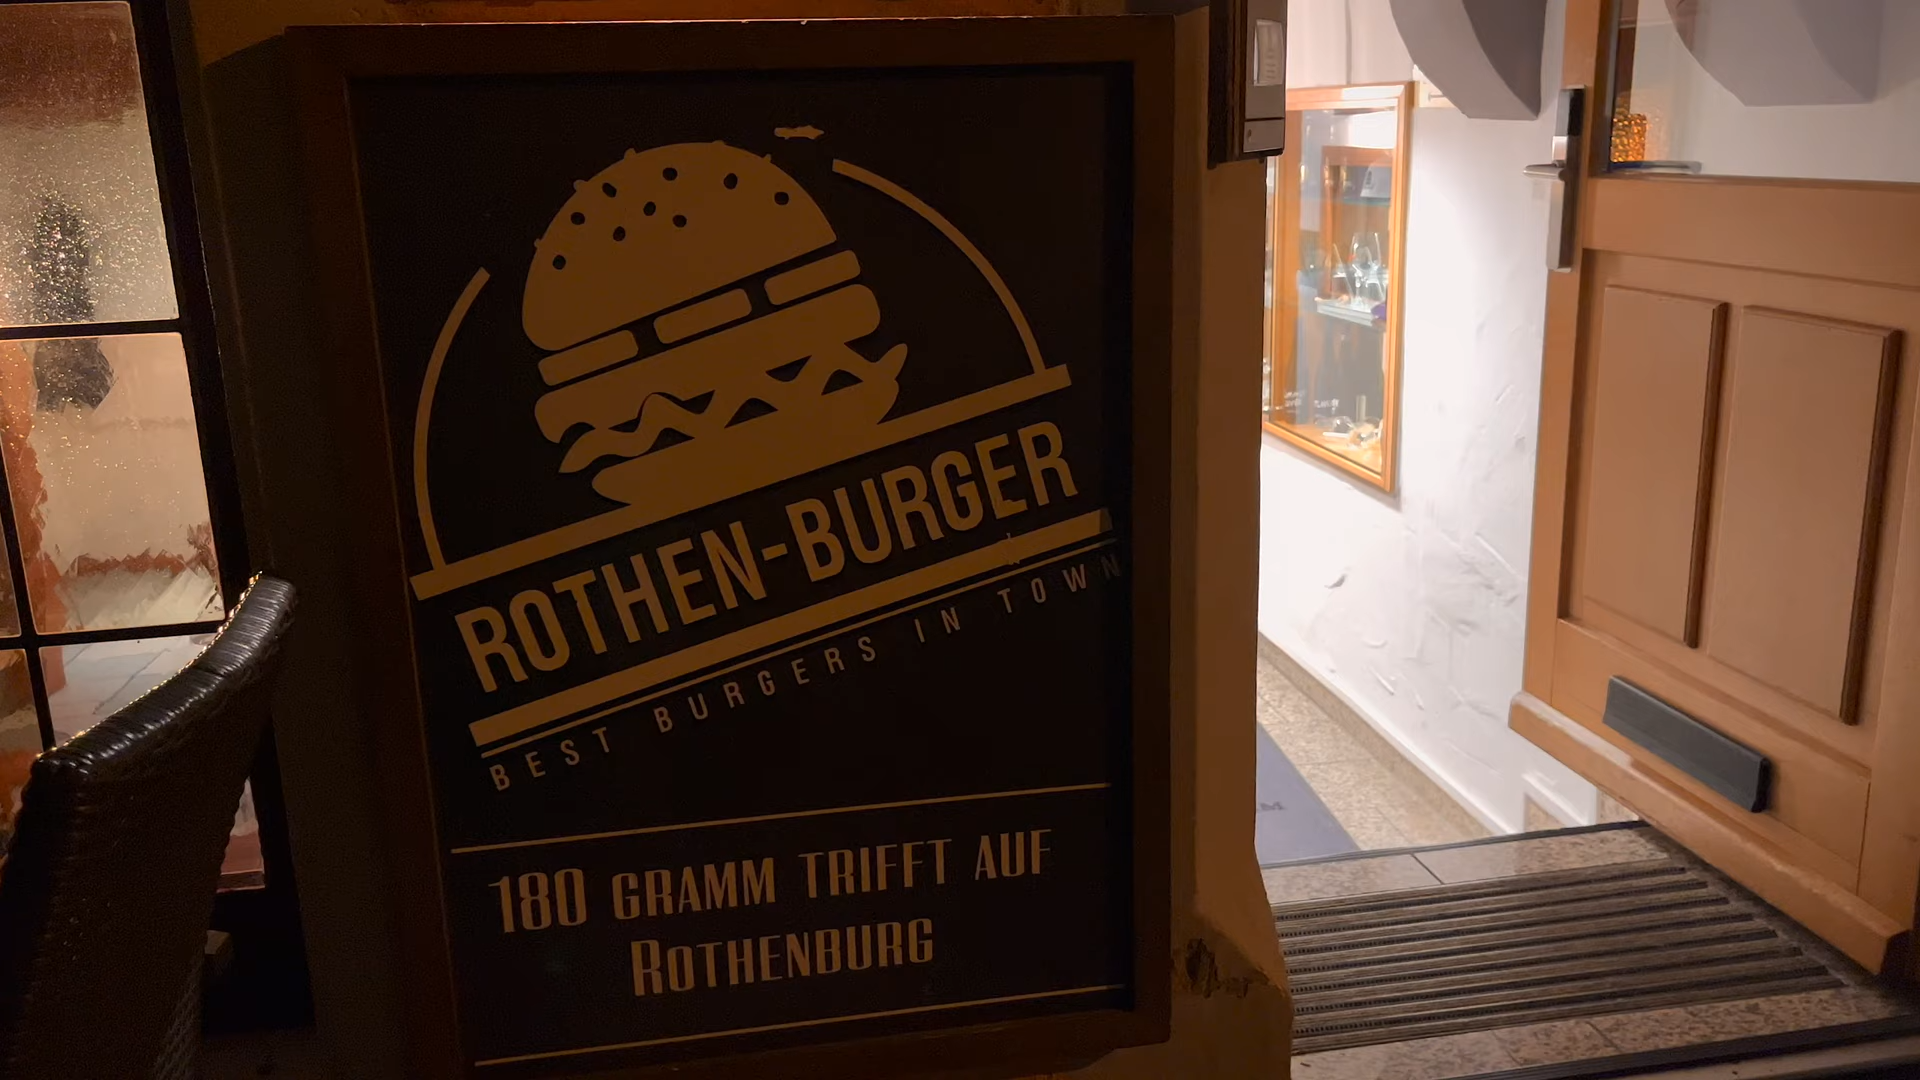 ROTHEN-BURGER
BEST BURGERS IN TOWN
180 GRAMM TRIFFT AUF
ROTHENBURG